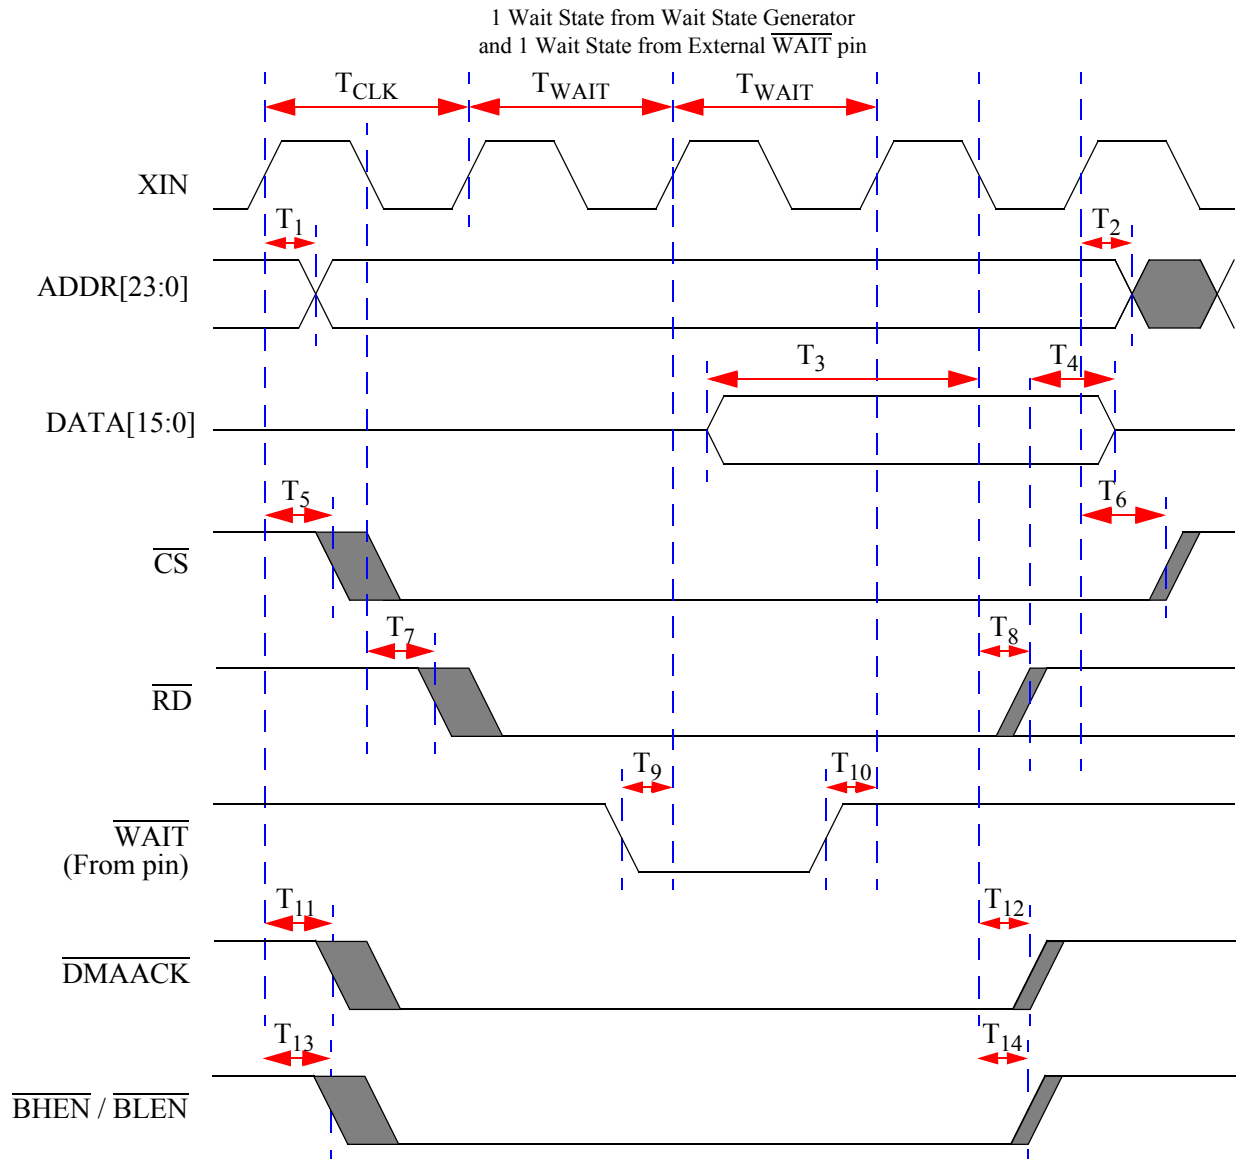 1 Wait State from Wait State Generator
and 1 Wait State from External WAIT pin
TCLK TWAIT TWAIT
XIN
T1 T2
ADDR[23:0]
T3 T4
DATA[15:0]
T5 T6
CS
T7 T8
RD
T9 T10
WAIT
(From pin)
T11 T12
DMAACK
T13 T14
BHEN / BLEN